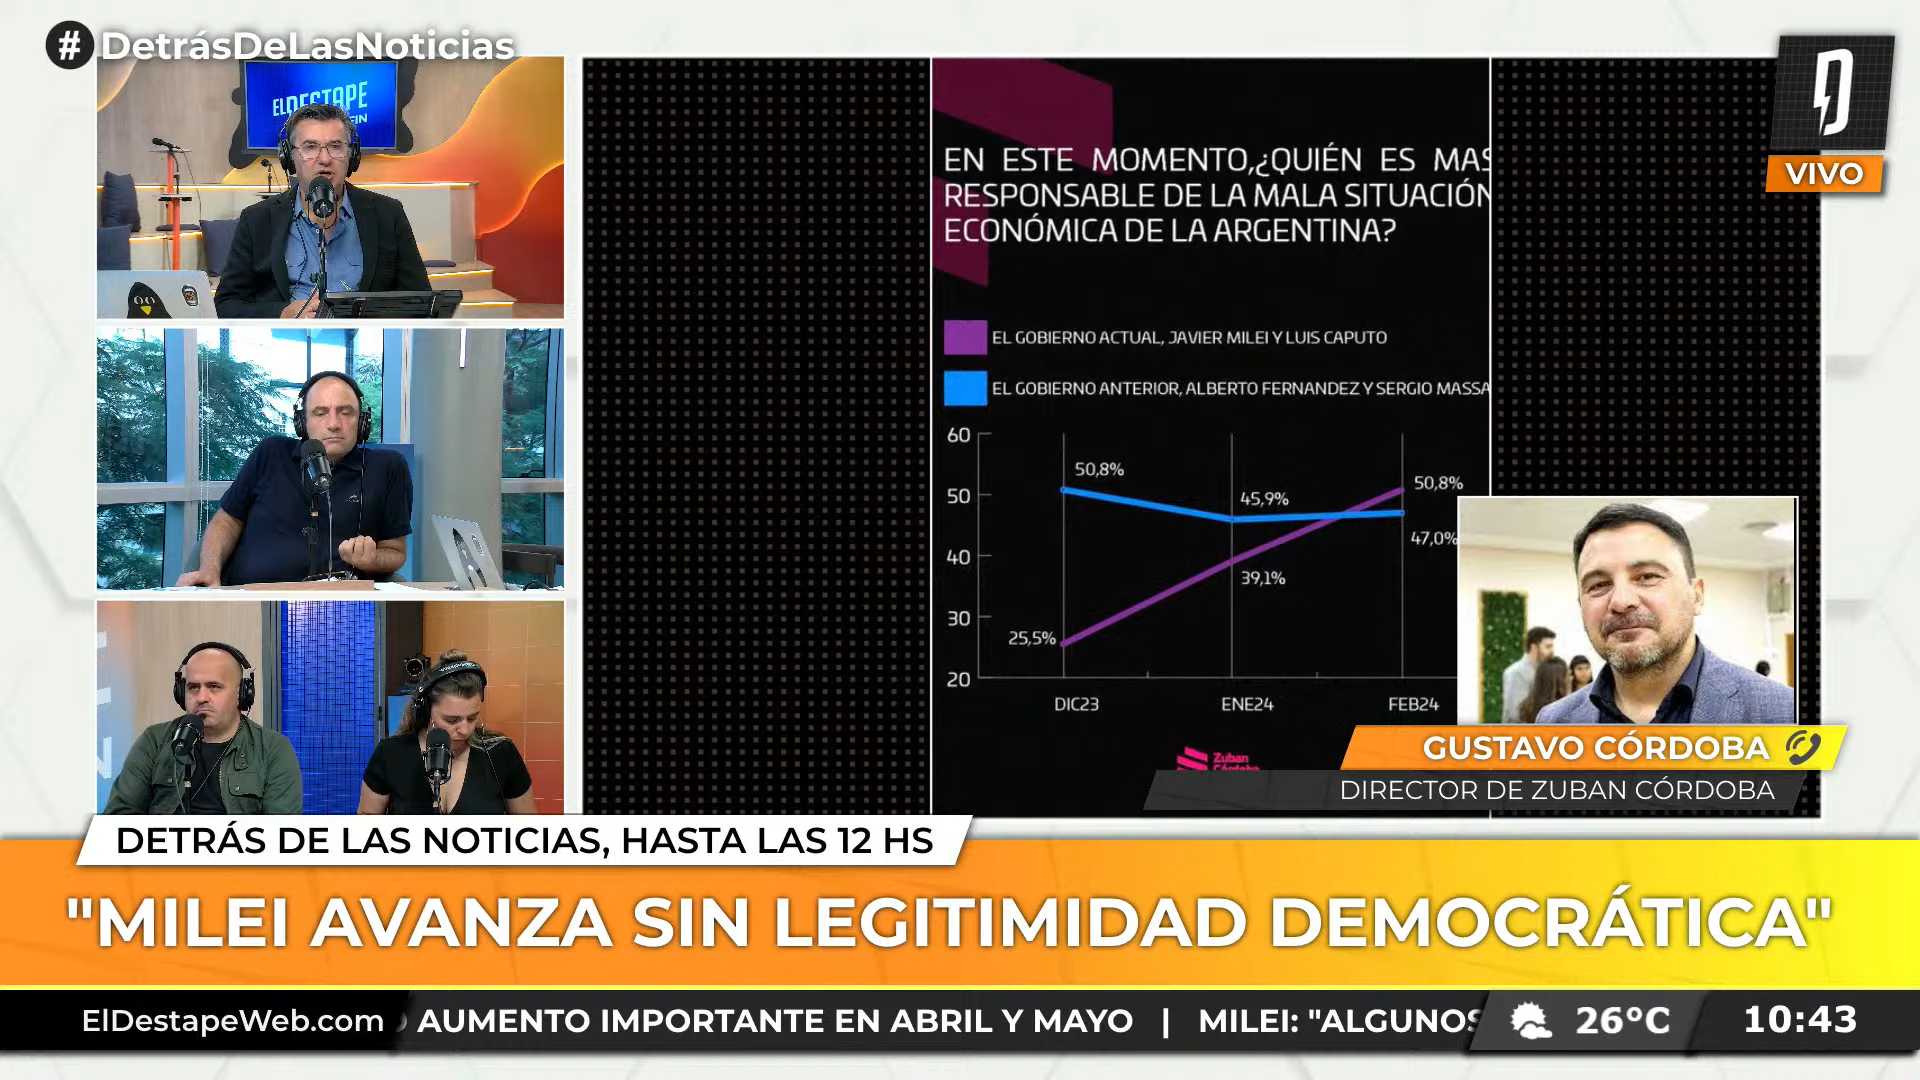 #DetrásDeLasNoticias
EL DESTAPE
VIVO
EN ESTE MOMENTO,¿QUIÉN ES MAS
RESPONSABLE DE LA MALA SITUACIÓN
ECONÓMICA DE LA ARGENTINA?
EL GOBIERNO ACTUAL, JAVIER MILEI Y LUIS CAPUTO
EL GOBIERNO ANTERIOR, ALBERTO FERNANDEZ Y SERGIO MASSA
60
50
40
30
20
50,8%
45,9%
50,8%
47,0%
39,1%
25,5%
DIC23
ENE24
FEB24
Zuban
Córdoba
GUSTAVO CÓRDOBA
DIRECTOR DE ZUBAN CÓRDOBA
DETRÁS DE LAS NOTICIAS, HASTA LAS 12 HS
"MILEI AVANZA SIN LEGITIMIDAD DEMOCRÁTICA"
ElDestapeWeb.com
AUMENTO IMPORTANTE EN ABRIL Y MAYO | MILEI: "ALGUNOS
26°C
10:43